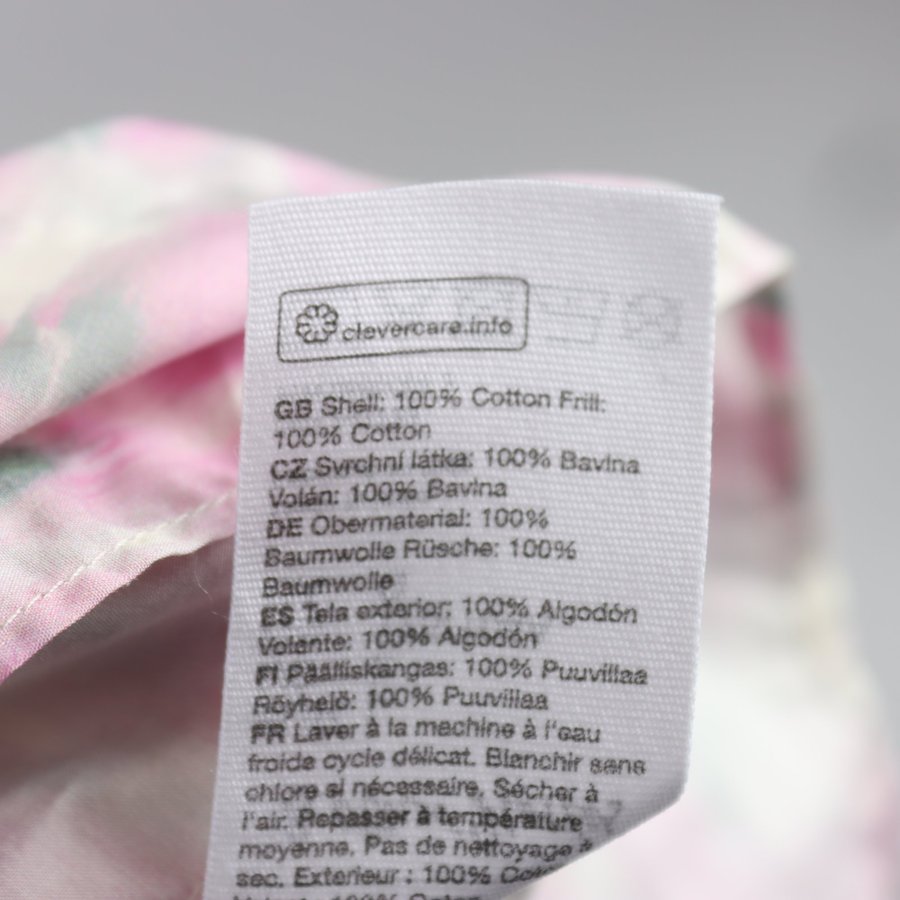 clevercare.info
GB Shell: 100% Cotton Frill:
100% Cotton
CZ Svrchní látka: 100% Bavlna
Volán: 100% Bavlna
DE Obermaterial: 100%
Baumwolle Rüsche: 100%
Baumwolle
ES Tela exterior: 100% Algodón
Volante: 100% Algodón
FI Päälliskangas: 100% Puuvillaa
Röyhelö: 100% Puuvillaa
FR Laver à la machine à l'eau
froide cycle délicat. Blanchir sans
chlore si nécessaire. Sécher à
l'air. Repasser à température
moyenne. Pas de nettoyage à
sec. Exterieur : 100% Coton
100% Coton